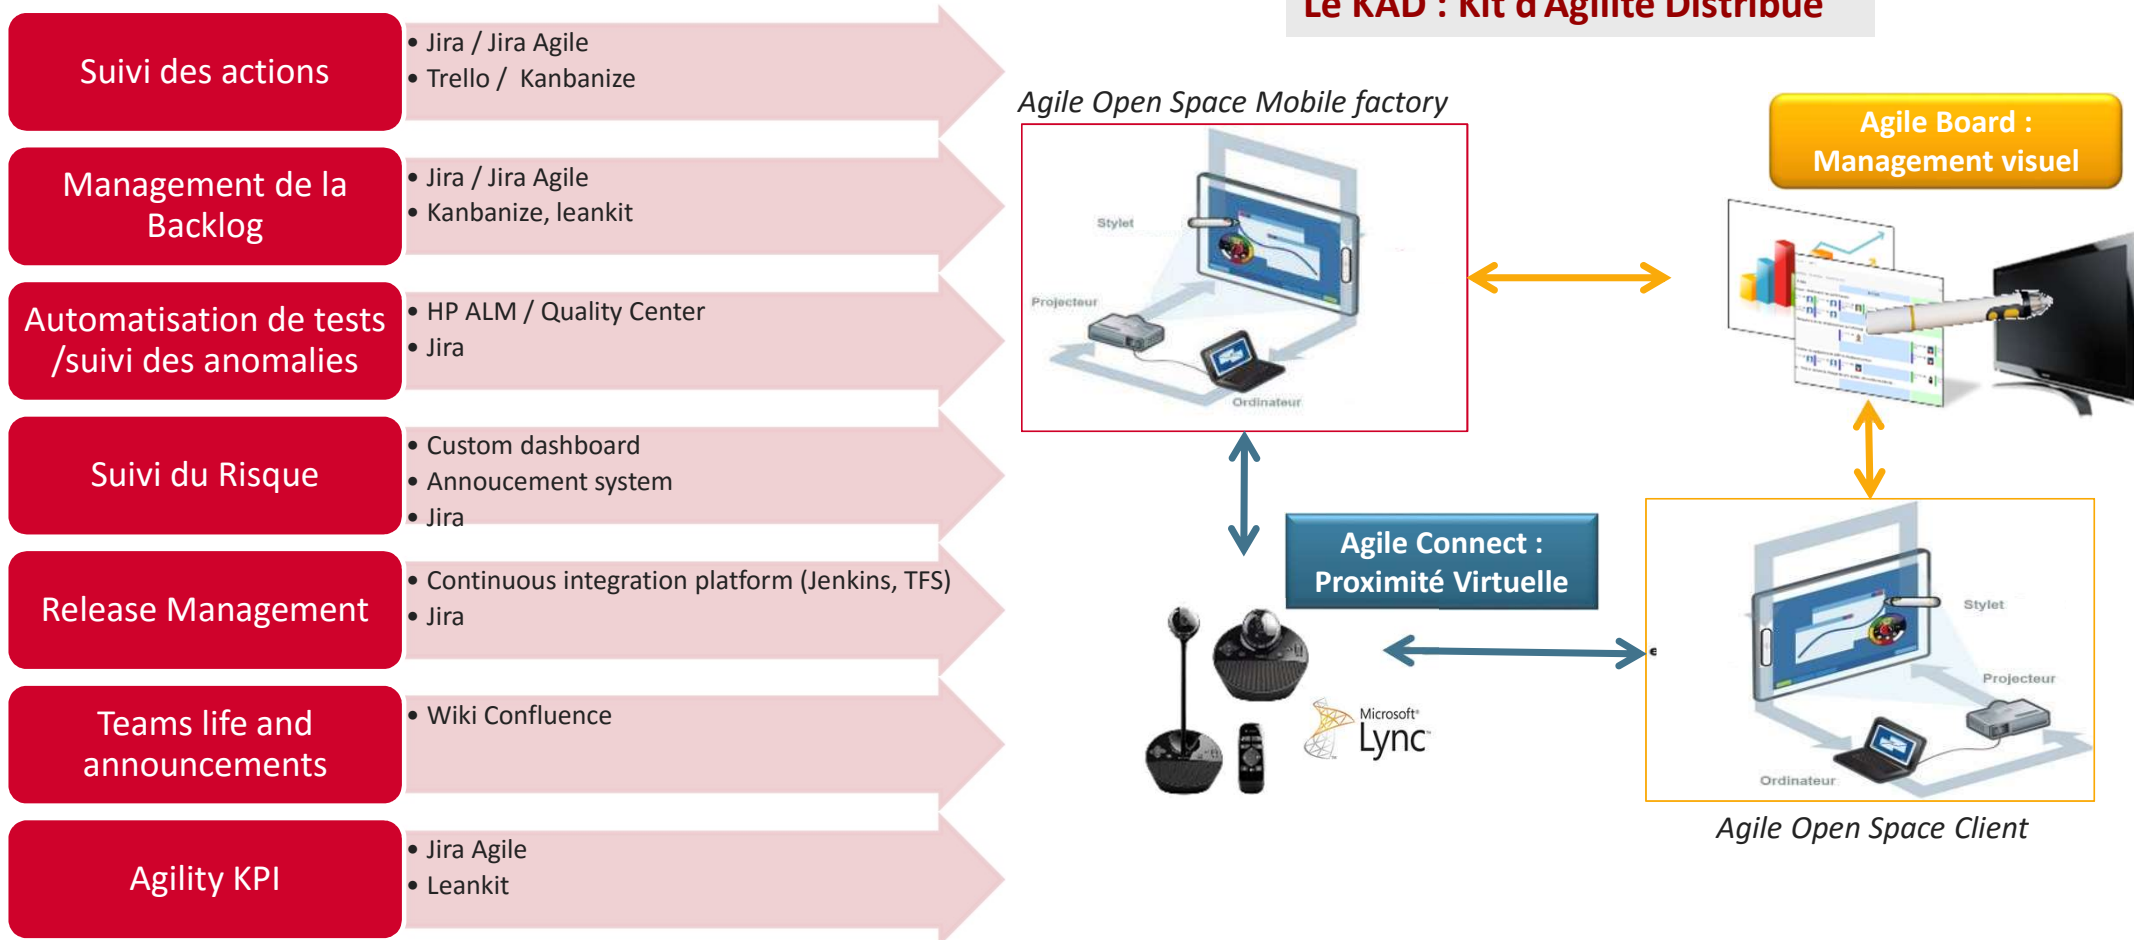 Le KAD : Kit d'Agilité Distribué
Suivi des actions
• Jira / Jira Agile
• Trello / Kanbanize
Management de la
Backlog
• Jira / Jira Agile
• Kanbanize, leankit
Automatisation de tests
/suivi des anomalies
• HP ALM / Quality Center
• Jira
Suivi du Risque
• Custom dashboard
• Annoucement system
• Jira
Release Management
• Continuous integration platform (Jenkins, TFS)
• Jira
Teams life and
announcements
• Wiki Confluence
Agility KPI
• Jira Agile
• Leankit
Agile Open Space Mobile factory
Stylet
Projecteur
Ordinateur
Agile Board :
Management visuel
Agile Connect :
Proximité Virtuelle
Microsoft®
Lync™
Stylet
Projecteur
Ordinateur
Agile Open Space Client